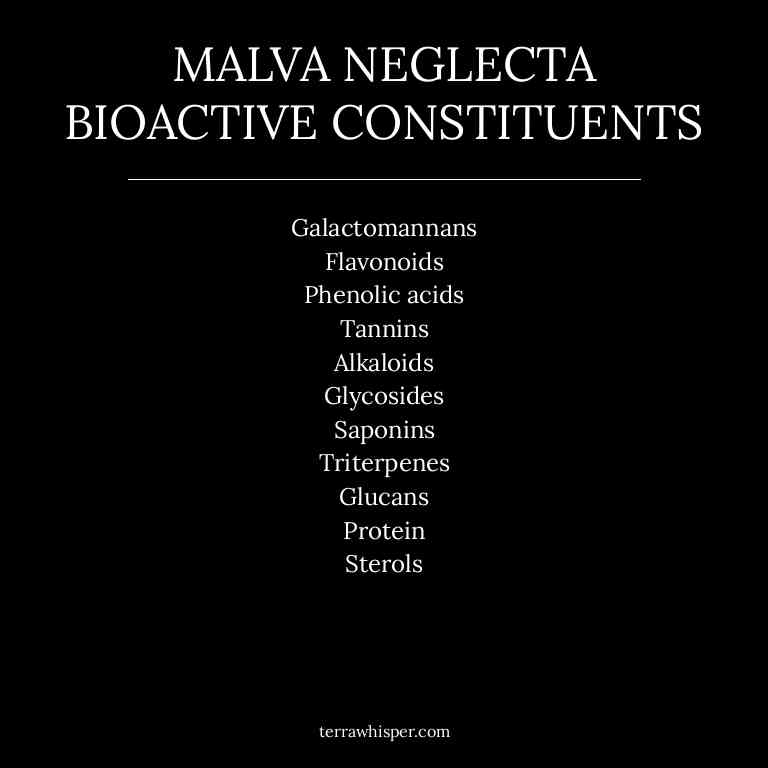 MALVA NEGLECTA
BIOACTIVE CONSTITUENTS
Galactomannans
Flavonoids
Phenolic acids
Tannins
Alkaloids
Glycosides
Saponins
Triterpenes
Glucans
Protein
Sterols
terrawhisper.com